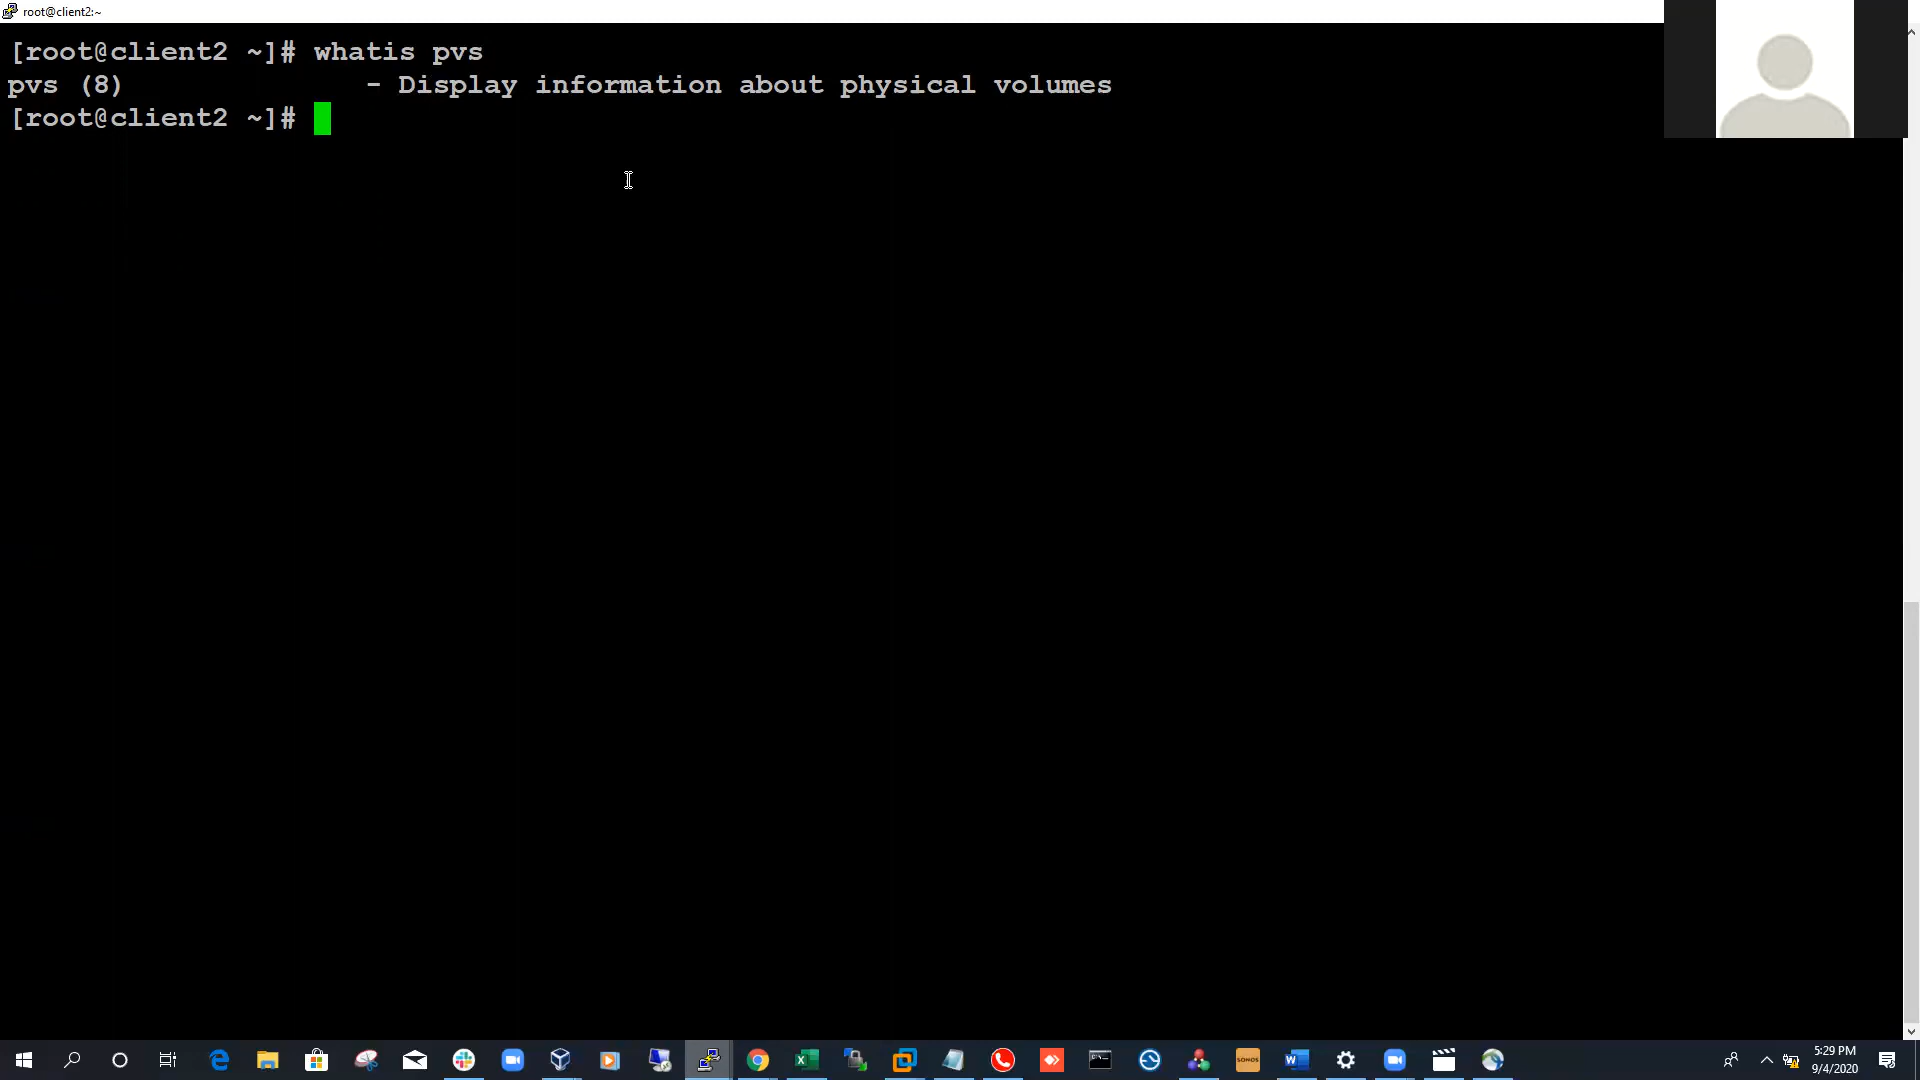 root@client2:~
[root@client2 ~]# whatis pvs
pvs (8)              - Display information about physical volumes
[root@client2 ~]#
SONOS
5:29 PM
9/4/2020